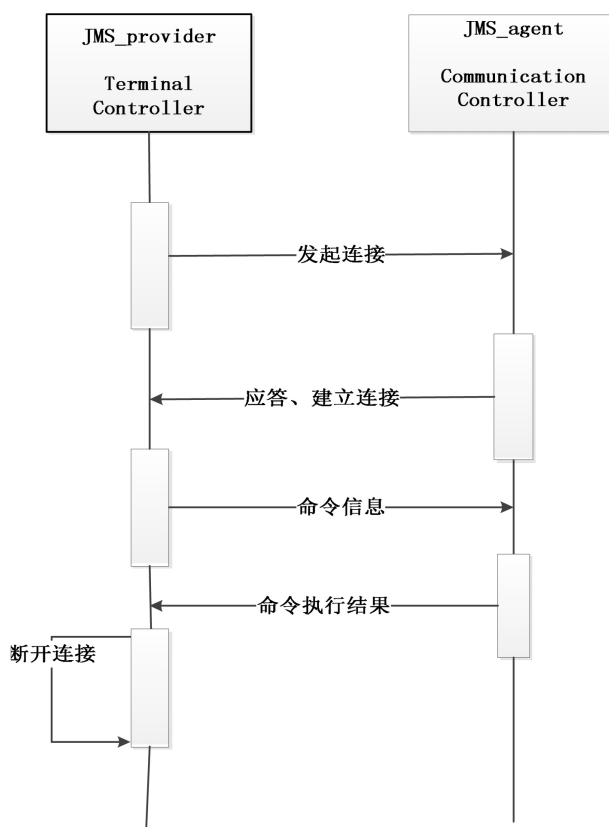 JMS_provider
Terminal
Controller
JMS_agent
Communication
Controller
发起连接
应答、建立连接
命令信息
命令执行结果
断开连接